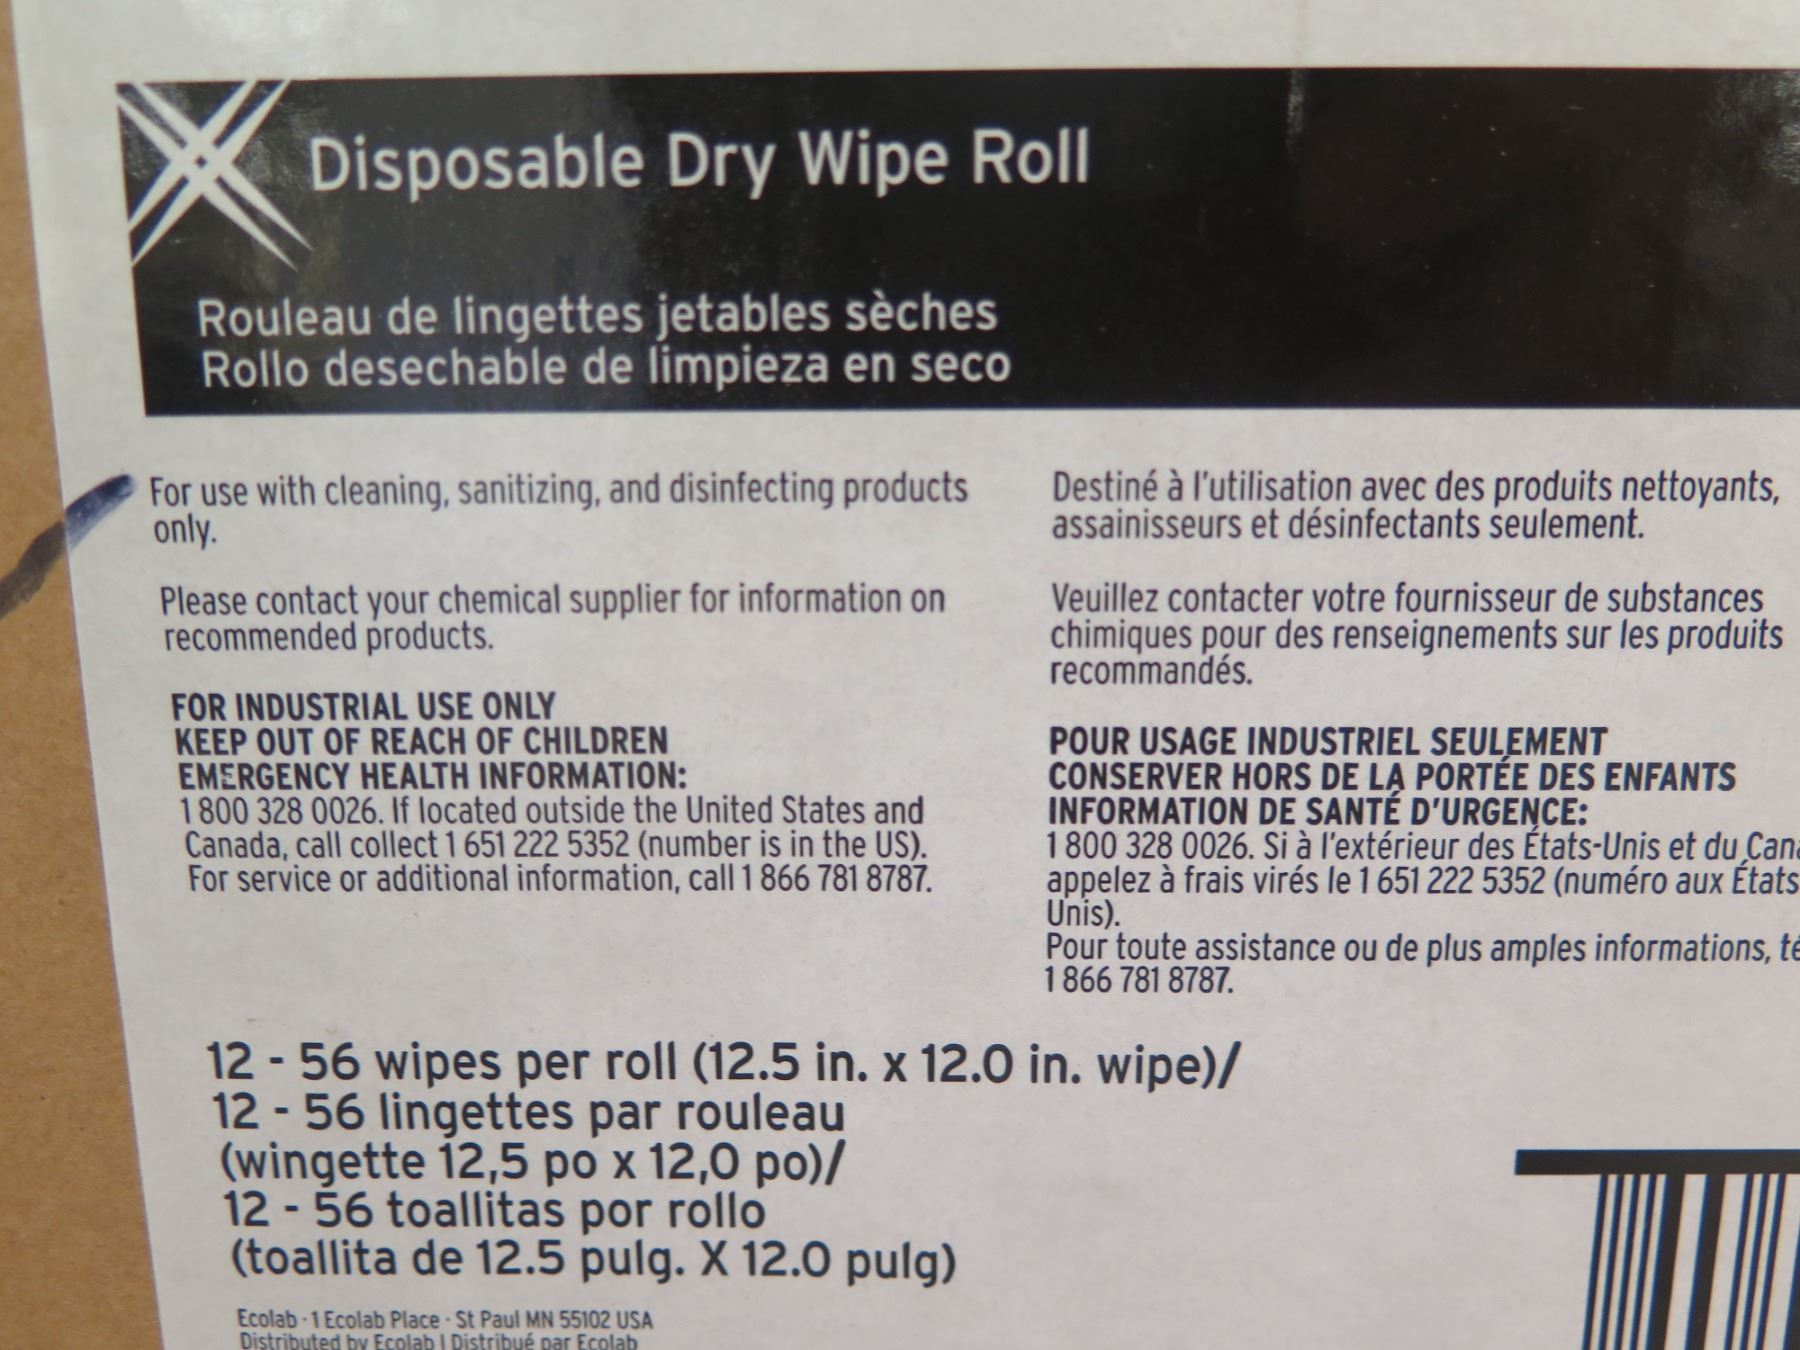 Disposable Dry Wipe Roll
Rouleau de lingettes jetables sèches
Rollo desechable de limpieza en seco
For use with cleaning, sanitizing, and disinfecting products
only.
Please contact your chemical supplier for information on
recommended products.
FOR INDUSTRIAL USE ONLY
KEEP OUT OF REACH OF CHILDREN
EMERGENCY HEALTH INFORMATION:
1 800 328 0026. If located outside the United States and
Canada, call collect 1 651 222 5352 (number is in the US).
For service or additional information, call 1 866 781 8787.
Destiné à l'utilisation avec des produits nettoyants,
assainisseurs et désinfectants seulement.
Veuillez contacter votre fournisseur de substances
chimiques pour des renseignements sur les produits
recommandés.
POUR USAGE INDUSTRIEL SEULEMENT
CONSERVER HORS DE LA PORTÉE DES ENFANTS
INFORMATION DE SANTÉ D'URGENCE:
1 800 328 0026. Si à l'extérieur des États-Unis et du
appelez à frais virés le 1 651 222 5352 (numéro aux États
Unis).
Pour toute assistance ou de plus amples informations,
1 866 781 8787.
12 - 56 wipes per roll (12.5 in. x 12.0 in. wipe)/
12 - 56 lingettes par rouleau
(wingette 12,5 po x 12,0 po)/
12 - 56 toallitas por rollo
(toallita de 12.5 pulg. X 12.0 pulg)
Ecolab · 1 Ecolab Place · St Paul MN 55102 USA
Distributed by Ecolab | Distribué par Ecolab